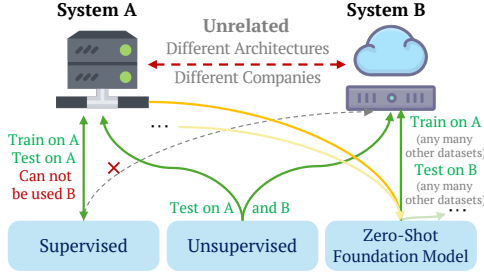 System A
System B
Unrelated
Different Architectures
Different Companies
...
Train on A
Test on A
Can not
be used B
Train on A
(any many
other datasets)
Test on B
(any many
other datasets)
...
Test on A and B
Supervised
Unsupervised
Zero-Shot
Foundation Model